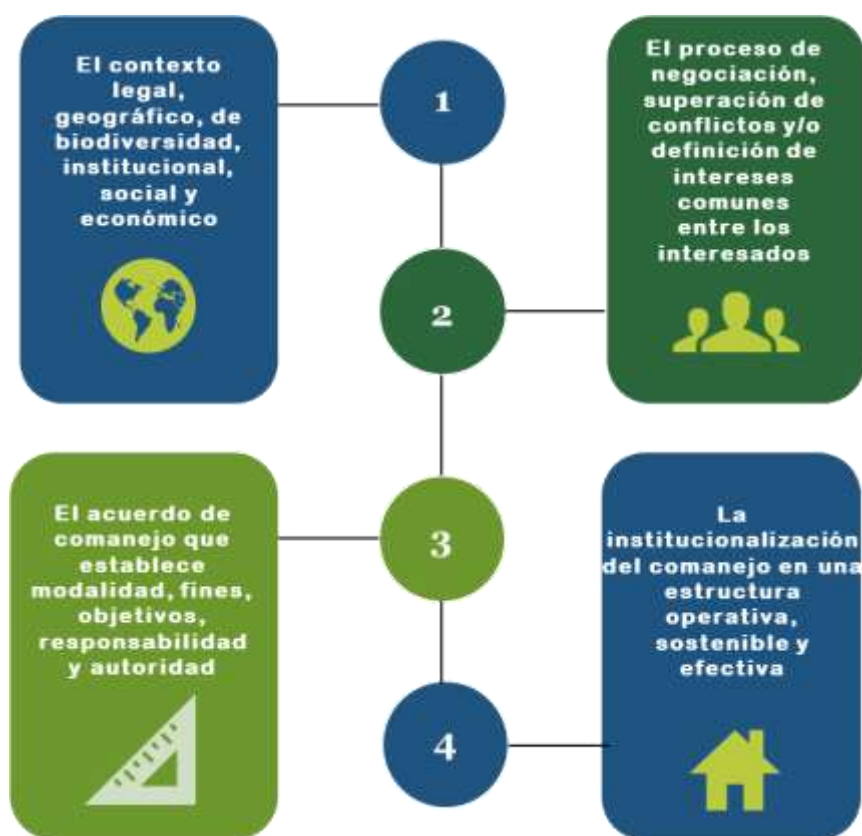 El contexto
legal,
geográfico, de
biodiversidad,
institucional,
social y
económico
1
El proceso de
negociación,
superación de
conflictos y/o
definición de
intereses
comunes
entre los
interesados
2
El acuerdo de
comanejo que
establece
modalidad, fines,
objetivos,
responsabilidad
y autoridad
3
La
institucionalización
del comanejo en una
estructura
operativa,
sostenible y
efectiva
4